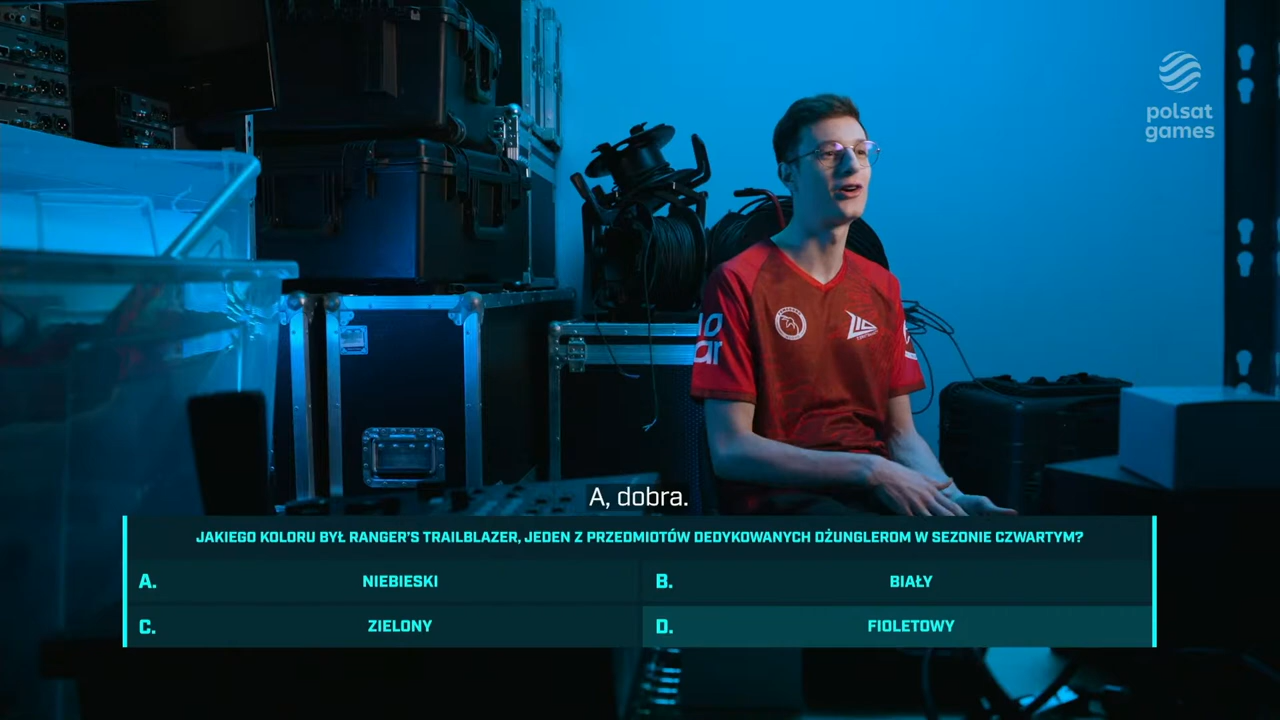 polsat
games
A, dobra.
JAKIEGO KOLORU BYŁ RANGER'S TRAILBLAZER, JEDEN Z PRZEDMIOTÓW DEDYKOWANYCH DŻUNGLEROM W SEZONIE CZWARTYM?
A. NIEBIESKI
B. BIAŁY
C. ZIELONY
D. FIOLETOWY